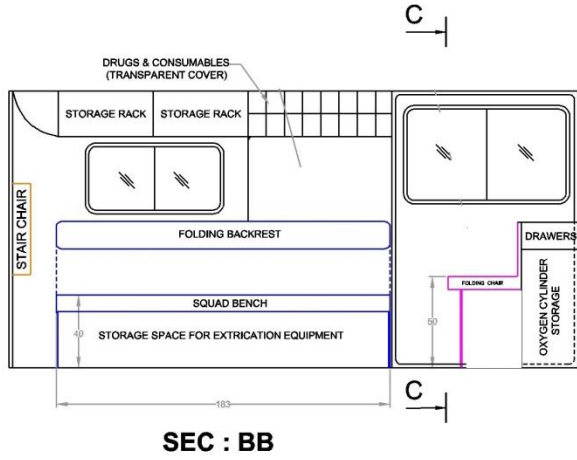 C
DRUGS & CONSUMABLES
(TRANSPARENT COVER)
STORAGE RACK
STORAGE RACK
STAIR CHAIR
FOLDING BACKREST
DRAWERS
FOLDING CHAIR
SQUAD BENCH
OXYGEN CYLINDER
STORAGE
40
STORAGE SPACE FOR EXTRICATION EQUIPMENT
50
C
183
SEC : BB